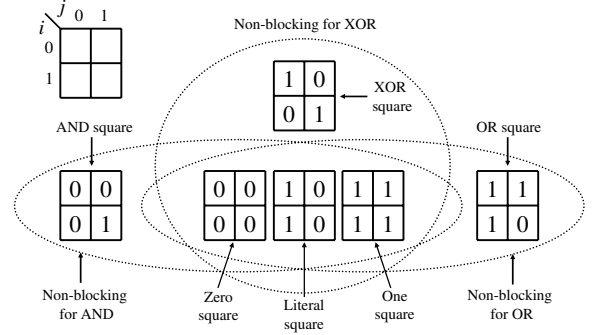 j
i
0 1
0
1
Non-blocking for XOR
1 0
0 1
XOR
square
AND square
OR square
0 0
0 1
0 0
0 0
1 0
1 0
1 1
1 1
1 1
1 0
Non-blocking
for AND
Zero
square
Literal
square
One
square
Non-blocking
for OR